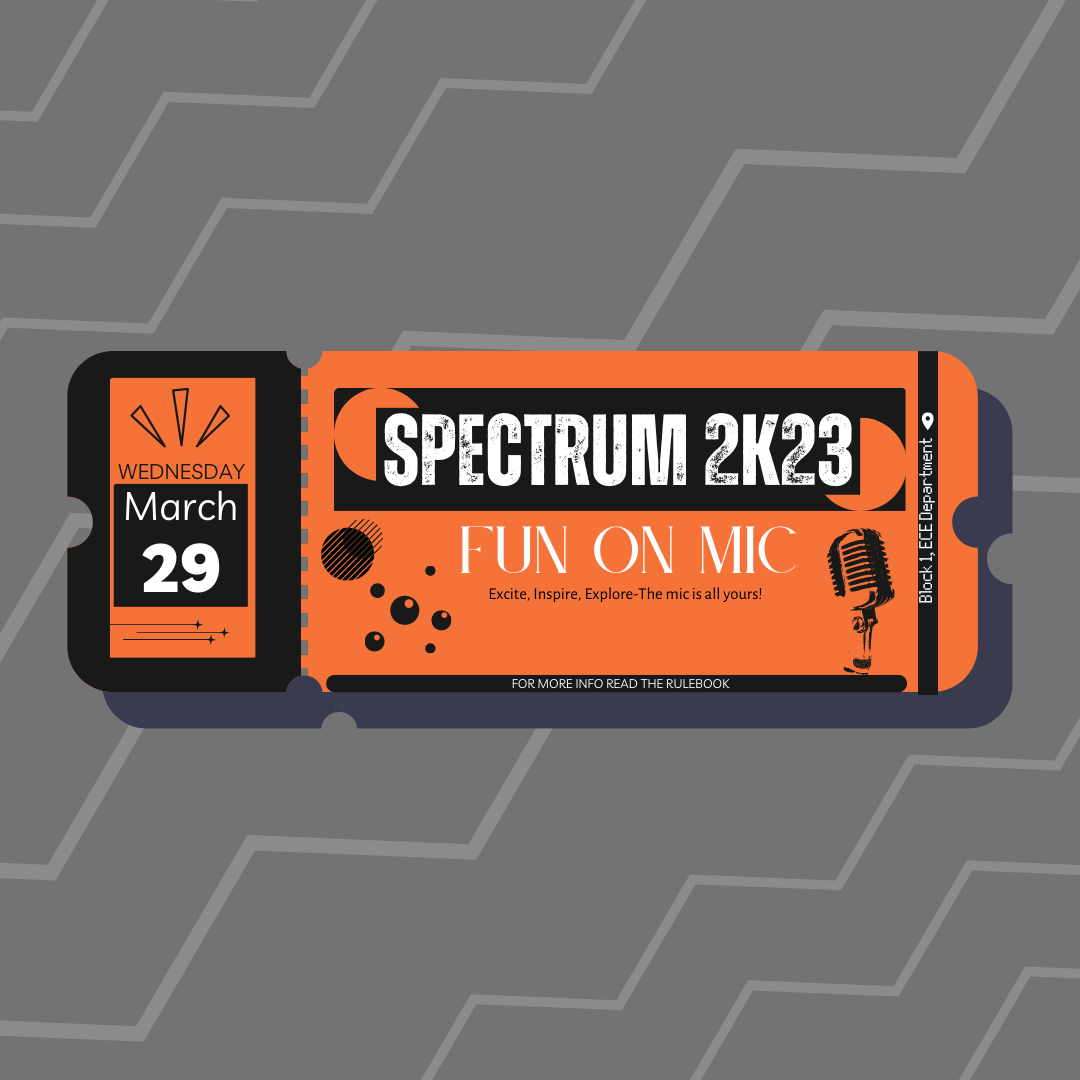 WEDNESDAY
March
29
SPECTRUM 2K23
FUN ON MIC
Excite, Inspire, Explore-The mic is all yours!
FOR MORE INFO READ THE RULEBOOK
Block 1, ECE Department